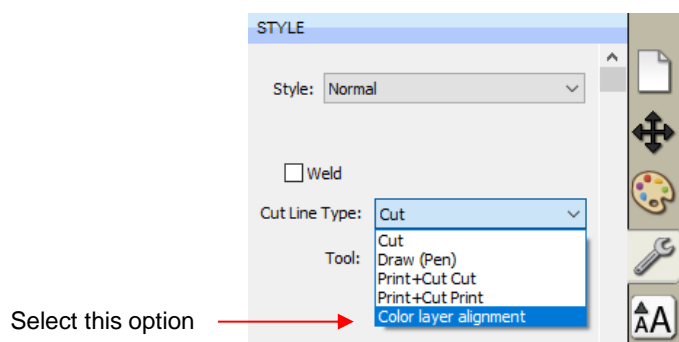 STYLE
Style: Normal
Weld
Cut Line Type: Cut
Cut
Tool: Draw (Pen)
Print+Cut Cut
Print+Cut Print
Select this option Color layer alignment
AA